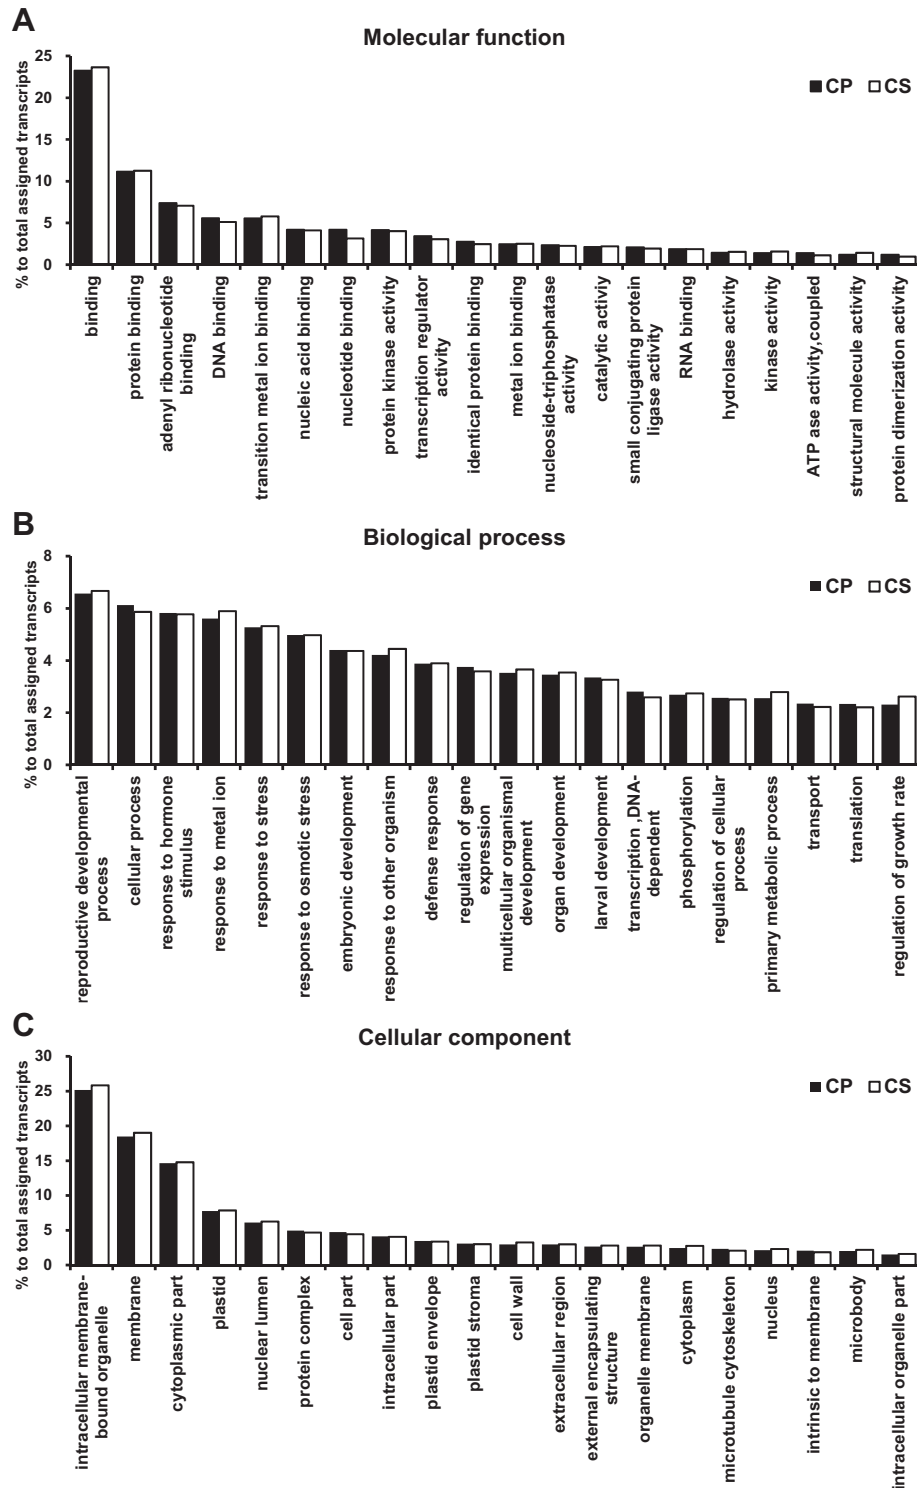 A
Molecular function
% to total assigned transcripts
25
20
15
10
5
0
CP CS
binding
protein binding
adenyl ribonucleotide
binding
DNA binding
transition metal ion binding
nucleic acid binding
nucleotide binding
protein kinase activity
transcription regulator
activity
identical protein binding
metal ion binding
nucleoside-triphosphatase
activity
catalytic activiy
small conjugating protein
ligase activity
RNA binding
hydrolase activity
kinase activity
ATP ase activity,coupled
structural molecule activity
protein dimerization activity
B
Biological process
% to total assigned transcripts
8
6
4
2
0
CP CS
reproductive developmental
process
cellular process
response to hormone
stimulus
response to metal ion
response to stress
response to osmotic stress
embryonic development
response to other organism
defense response
regulation of gene
expression
multicellular organismal
development
organ development
larval development
transcription ,DNA-
dependent
phosphorylation
regulation of cellular
process
primary metabolic process
transport
translation
regulation of growth rate
C
Cellular component
% to total assigned transcripts
30
25
20
15
10
5
0
CP CS
intracellular membrane-
bound organelle
membrane
cytoplasmic part
plastid
nuclear lumen
protein complex
cell part
intracellular part
plastid envelope
plastid stroma
cell wall
extracellular region
external encapsulating
structure
organelle membrane
cytoplasm
microtubule cytoskeleton
nucleus
intrinsic to membrane
microbody
intracellular organelle part